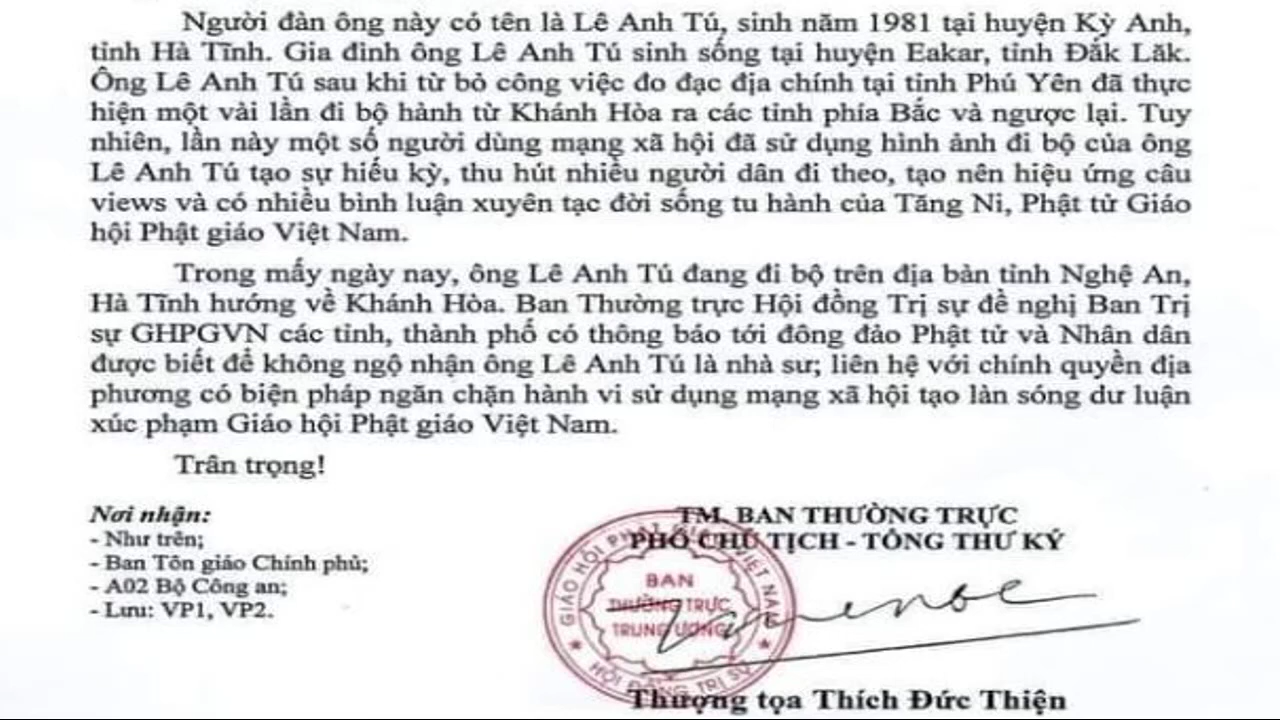 Người đàn ông này có tên là Lê Anh Tú, sinh năm 1981 tại huyện Kỳ Anh,
tỉnh Hà Tĩnh. Gia đình ông Lê Anh Tú sinh sống tại huyện Eakar, tỉnh Đắk Lăk.
Ông Lê Anh Tú sau khi từ bỏ công việc đo đạc địa chính tại tỉnh Phú Yên đã thực
hiện một vài lần đi bộ hành từ Khánh Hòa ra các tỉnh phía Bắc và ngược lại. Tuy
nhiên, lần này một số người dùng mạng xã hội đã sử dụng hình ảnh đi bộ của ông
Lê Anh Tú tạo sự hiếu kỳ, thu hút nhiều người dân đi theo, tạo nên hiệu ứng câu
views và có nhiều bình luận xuyên tạc đời sống tu hành của Tăng Ni, Phật tử Giáo
hội Phật giáo Việt Nam.
Trong mấy ngày nay, ông Lê Anh Tú đang đi bộ trên địa bàn tỉnh Nghệ An,
Hà Tĩnh hướng về Khánh Hòa. Ban Thường trực Hội đồng Trị sự đề nghị Ban Trị
sự GHPGVN các tỉnh, thành phố có thông báo tới đông đảo Phật tử và Nhân dân
được biết để không ngộ nhận ông Lê Anh Tú là nhà sư; liên hệ với chính quyền địa
phương có biện pháp ngăn chặn hành vi sử dụng mạng xã hội tạo làn sóng dư luận
xúc phạm Giáo hội Phật giáo Việt Nam.
Trân trọng!
Nơi nhận:
- Như trên;
- Ban Tôn giáo Chính phủ;
- A02 Bộ Công an;
- Lưu: VP1, VP2.
TM. BAN THƯỜNG TRỰC
PHÓ CHỦ TỊCH - TỔNG THƯ KÝ
GIÁO HỘI PHẬT GIÁO VIỆT NAM
BAN
THƯỜNG TRỰC
TRUNG ƯƠNG
HỘI ĐỒNG TRỊ SỰ
Thượng tọa Thích Đức Thiện